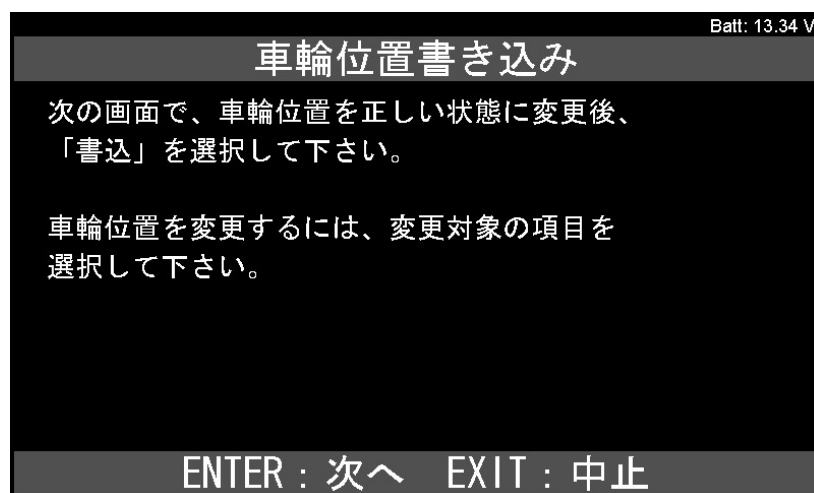 Batt: 13.34 V
車輪位置書き込み
次の画面で、車輪位置を正しい状態に変更後、
「書込」を選択して下さい。
車輪位置を変更するには、変更対象の項目を
選択して下さい。
ENTER：次へ　EXIT：中止